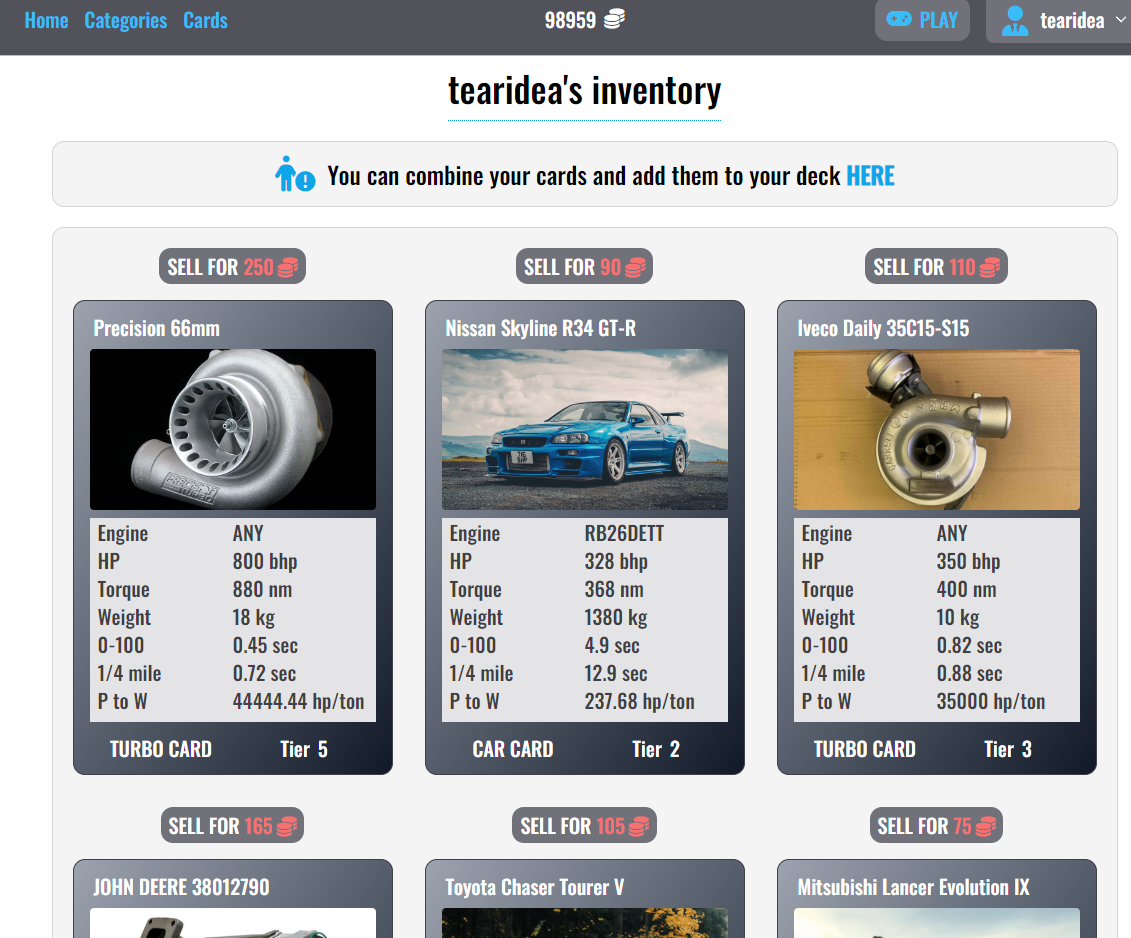 Home Categories Cards 98959 PLAY tearidea
tearidea's inventory
You can combine your cards and add them to your deck HERE
SELL FOR 250 SELL FOR 90 SELL FOR 110
Precision 66mm
Engine ANY
HP 800 bhp
Torque 880 nm
Weight 18 kg
0-100 0.45 sec
1/4 mile 0.72 sec
P to W 44444.44 hp/ton
TURBO CARD Tier 5
Nissan Skyline R34 GT-R
Engine RB26DETT
HP 328 bhp
Torque 368 nm
Weight 1380 kg
0-100 4.9 sec
1/4 mile 12.9 sec
P to W 237.68 hp/ton
CAR CARD Tier 2
Iveco Daily 35C15-S15
GARRETT
Engine ANY
HP 350 bhp
Torque 400 nm
Weight 10 kg
0-100 0.82 sec
1/4 mile 0.88 sec
P to W 35000 hp/ton
TURBO CARD Tier 3
SELL FOR 165 SELL FOR 105 SELL FOR 75
JOHN DEERE 38012790
Toyota Chaser Tourer V
Mitsubishi Lancer Evolution IX